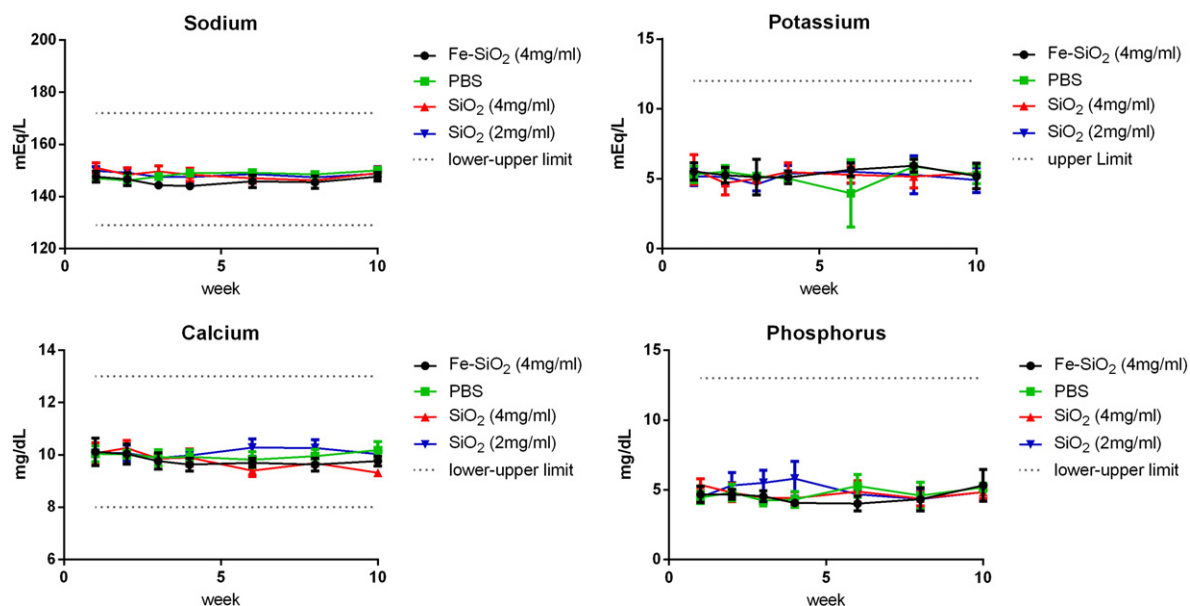 Sodium
200
180
160
140
120
mEq/L
0
5
10
week
Fe-SiO₂ (4mg/ml)
PBS
SiO₂ (4mg/ml)
SiO₂ (2mg/ml)
lower-upper limit
Potassium
15
10
5
0
mEq/L
0
5
10
week
Fe-SiO₂ (4mg/ml)
PBS
SiO₂ (4mg/ml)
SiO₂ (2mg/ml)
upper Limit
Calcium
14
12
10
8
6
mg/dL
0
5
10
week
Fe-SiO₂ (4mg/ml)
PBS
SiO₂ (4mg/ml)
SiO₂ (2mg/ml)
lower-upper limit
Phosphorus
15
10
5
0
mg/dL
0
5
10
week
Fe-SiO₂ (4mg/ml)
PBS
SiO₂ (4mg/ml)
SiO₂ (2mg/ml)
lower-upper limit